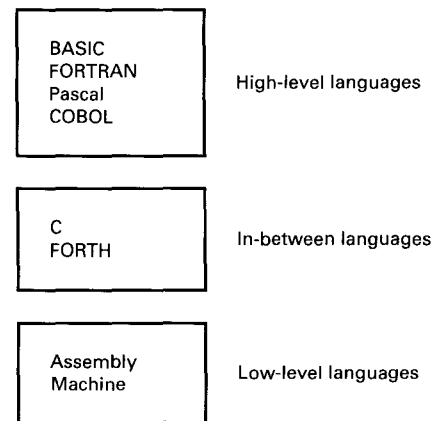 BASIC
FORTRAN
Pascal
COBOL
High-level languages
C
FORTH
In-between languages
Assembly
Machine
Low-level languages